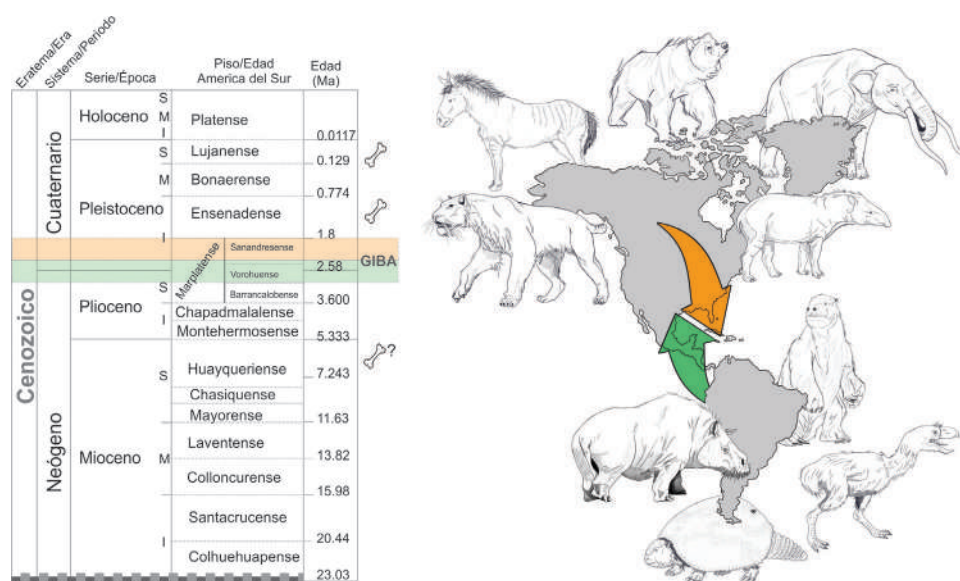 Eratema/Era
Sistema/Periodo
Serie/Época
Piso/Edad
America del Sur
Edad
(Ma)
Cenozoico
Cuaternario
Holoceno
S
M
I
Platense
0.0117
Pleistoceno
S
Lujanense
0.129
M
Bonaerense
0.774
Ensenadense
1.8
I
Marplatense
Sanandresense
GIBA
2.58
Vorohuense
Neógeno
Plioceno
S
Barrancalobense
3.600
I
Chapadmalalense
Montehermosense
5.333
?
Mioceno
S
Huayqueriense
7.243
Chasiquense
Mayorense
11.63
Laventense
M
13.82
Colloncurense
15.98
Santacrucense
I
20.44
Colhuehuapense
23.03